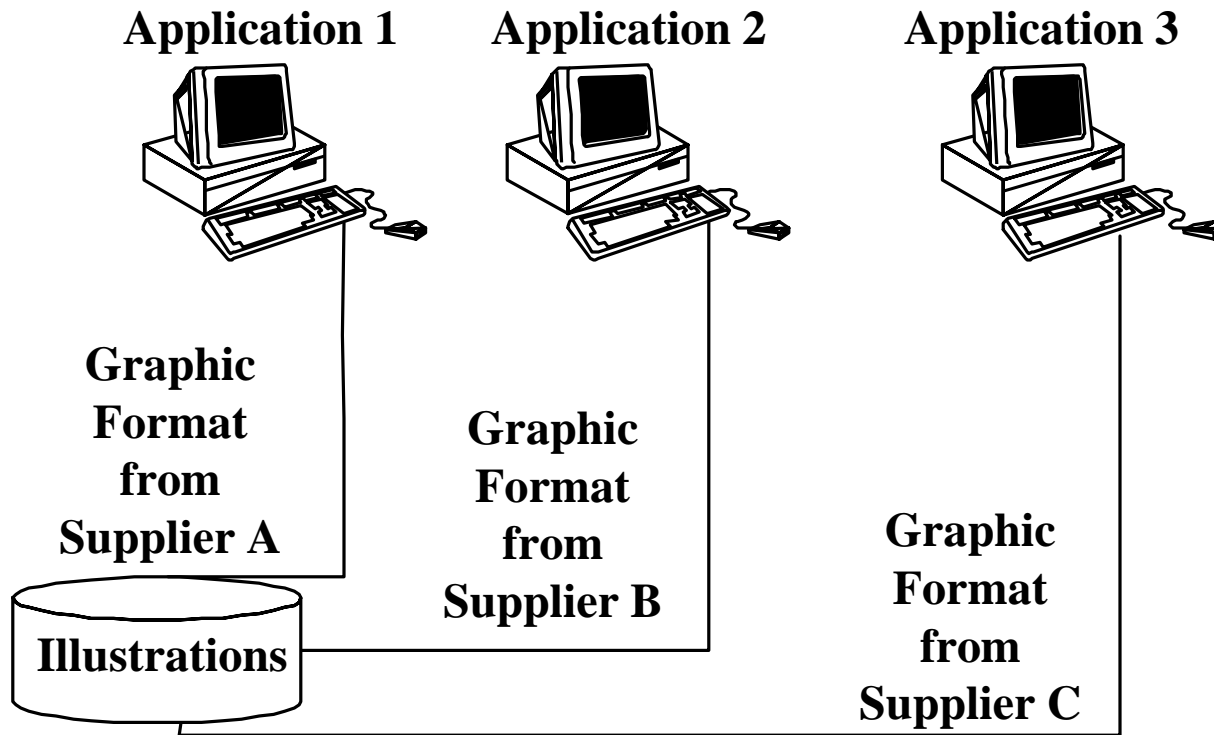 Application 1
Application 2
Application 3
Graphic
Format
from
Supplier A
Graphic
Format
from
Supplier B
Graphic
Format
from
Supplier C
Illustrations